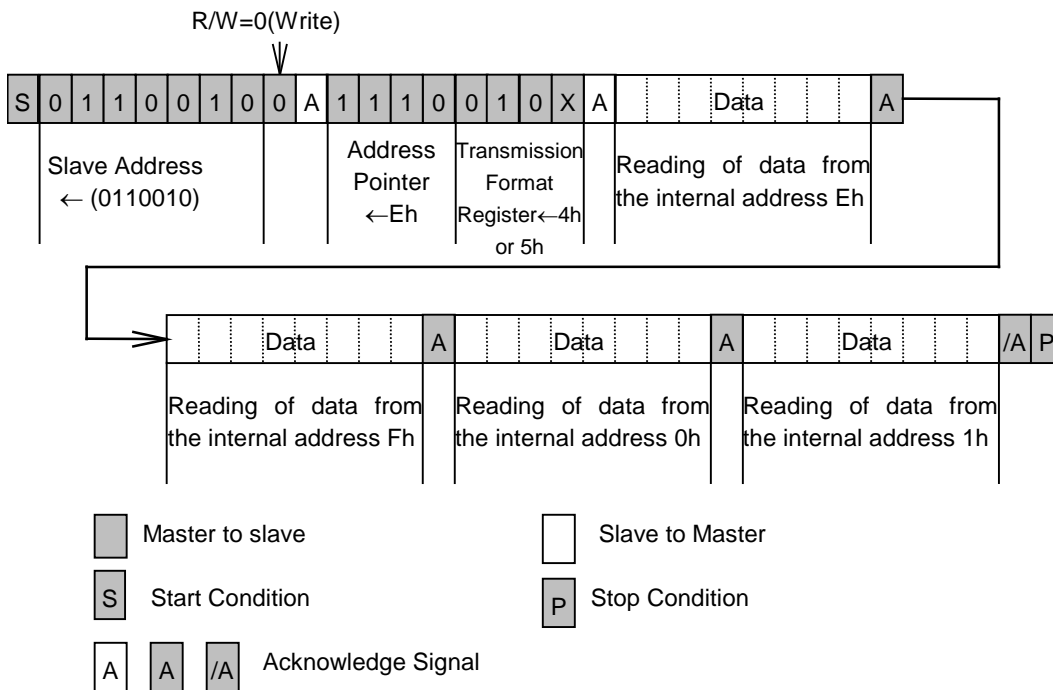 R/W=0(Write)
S 0 1 1 0 0 1 0 0 A 1 1 1 0 0 1 0 X A Data A
Slave Address
← (0110010)
Address
Pointer
←Eh
Transmission
Format
Register←4h
or 5h
Reading of data from
the internal address Eh
Data A Data A Data /A P
Reading of data from
the internal address Fh
Reading of data from
the internal address 0h
Reading of data from
the internal address 1h
Master to slave
Slave to Master
S Start Condition
P Stop Condition
A A /A Acknowledge Signal